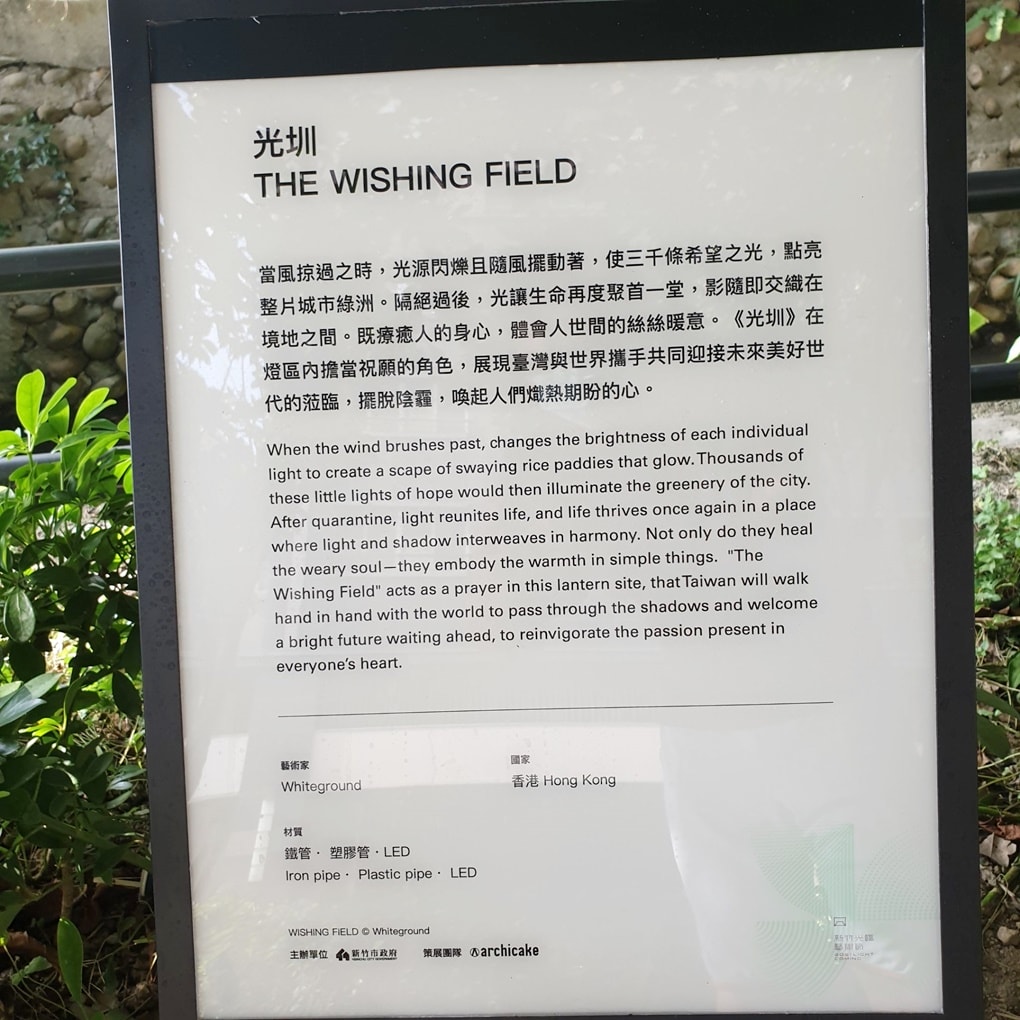 光圳
THE WISHING FIELD
當風掠過之時，光源閃爍且隨風擺動著，使三千條希望之光，點亮
整片城市綠洲。隔絕過後，光讓生命再度聚首一堂，影隨即交織在
境地之間。既療癒人的身心，體會人世間的絲絲暖意。《光圳》在
燈區內擔當祝願的角色，展現臺灣與世界攜手共同迎接未來美好世
代的蒞臨，擺脫陰霾，喚起人們熾熱期盼的心。
When the wind brushes past, changes the brightness of each individual
light to create a scape of swaying rice paddies that glow. Thousands of
these little lights of hope would then illuminate the greenery of the city.
After quarantine, light reunites life, and life thrives once again in a place
where light and shadow interweaves in harmony. Not only do they heal
the weary soul—they embody the warmth in simple things. "The
Wishing Field" acts as a prayer in this lantern site, that Taiwan will walk
hand in hand with the world to pass through the shadows and welcome
a bright future waiting ahead, to reinvigorate the passion present in
everyone's heart.
藝術家
Whiteground
國家
香港 Hong Kong
材質
鐵管· 塑膠管·LED
Iron pipe· Plastic pipe· LED
WISHING FiELD © Whiteground
主辦單位 新竹市政府 策展團隊 archicake
HSINCHU CITY GOVERNMENT